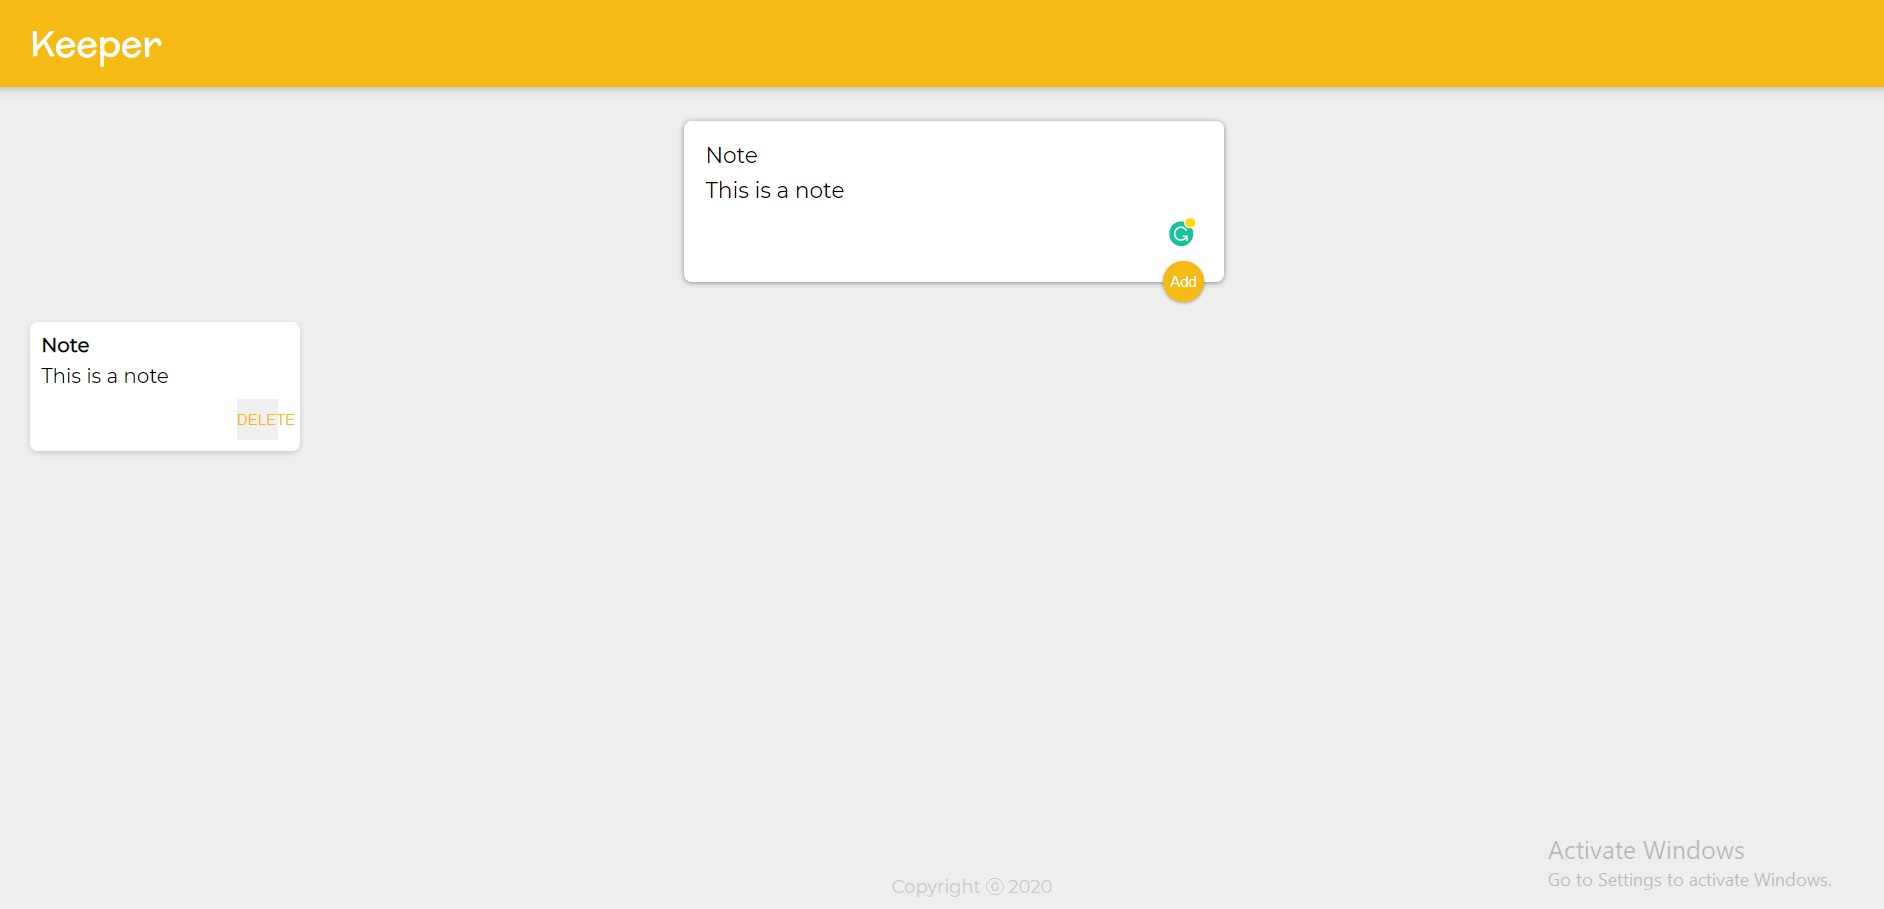 Keeper
Note
This is a note
Add
Note
This is a note
DELETE
Activate Windows
Go to Settings to activate Windows.
Copyright ⓒ 2020